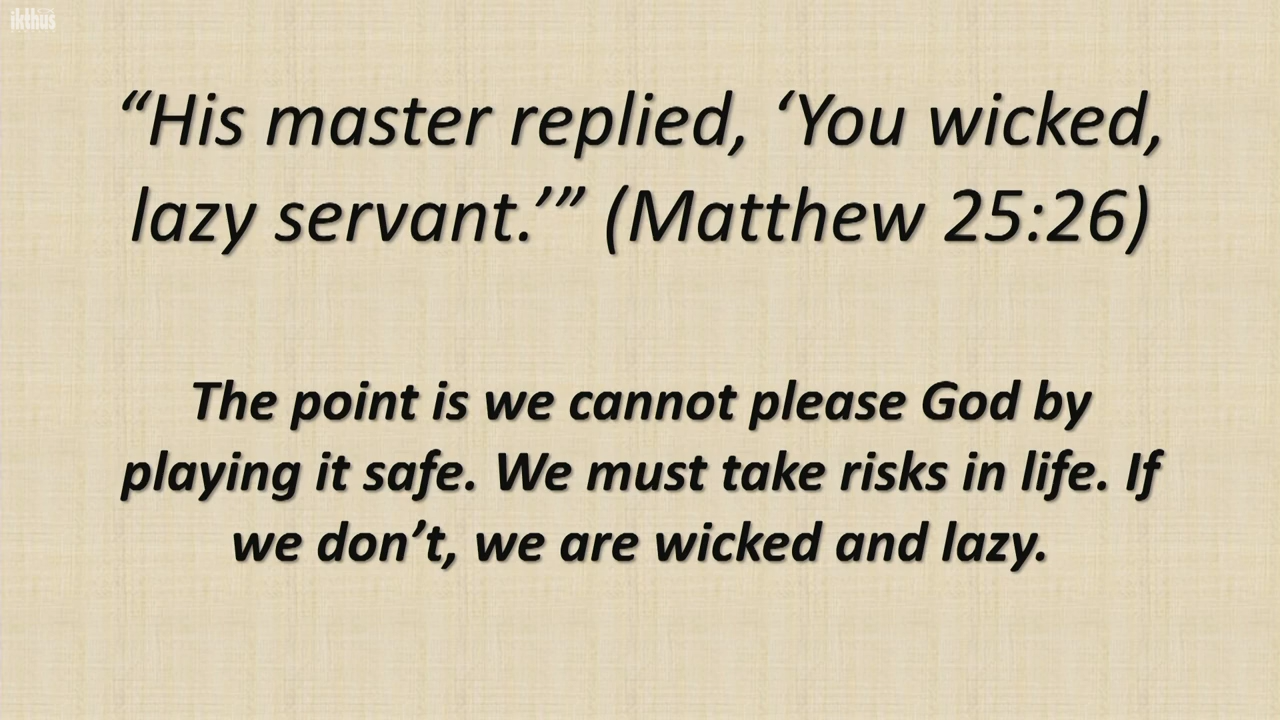 ikthus
“His master replied, ‘You wicked,
lazy servant.’” (Matthew 25:26)
The point is we cannot please God by
playing it safe. We must take risks in life. If
we don’t, we are wicked and lazy.